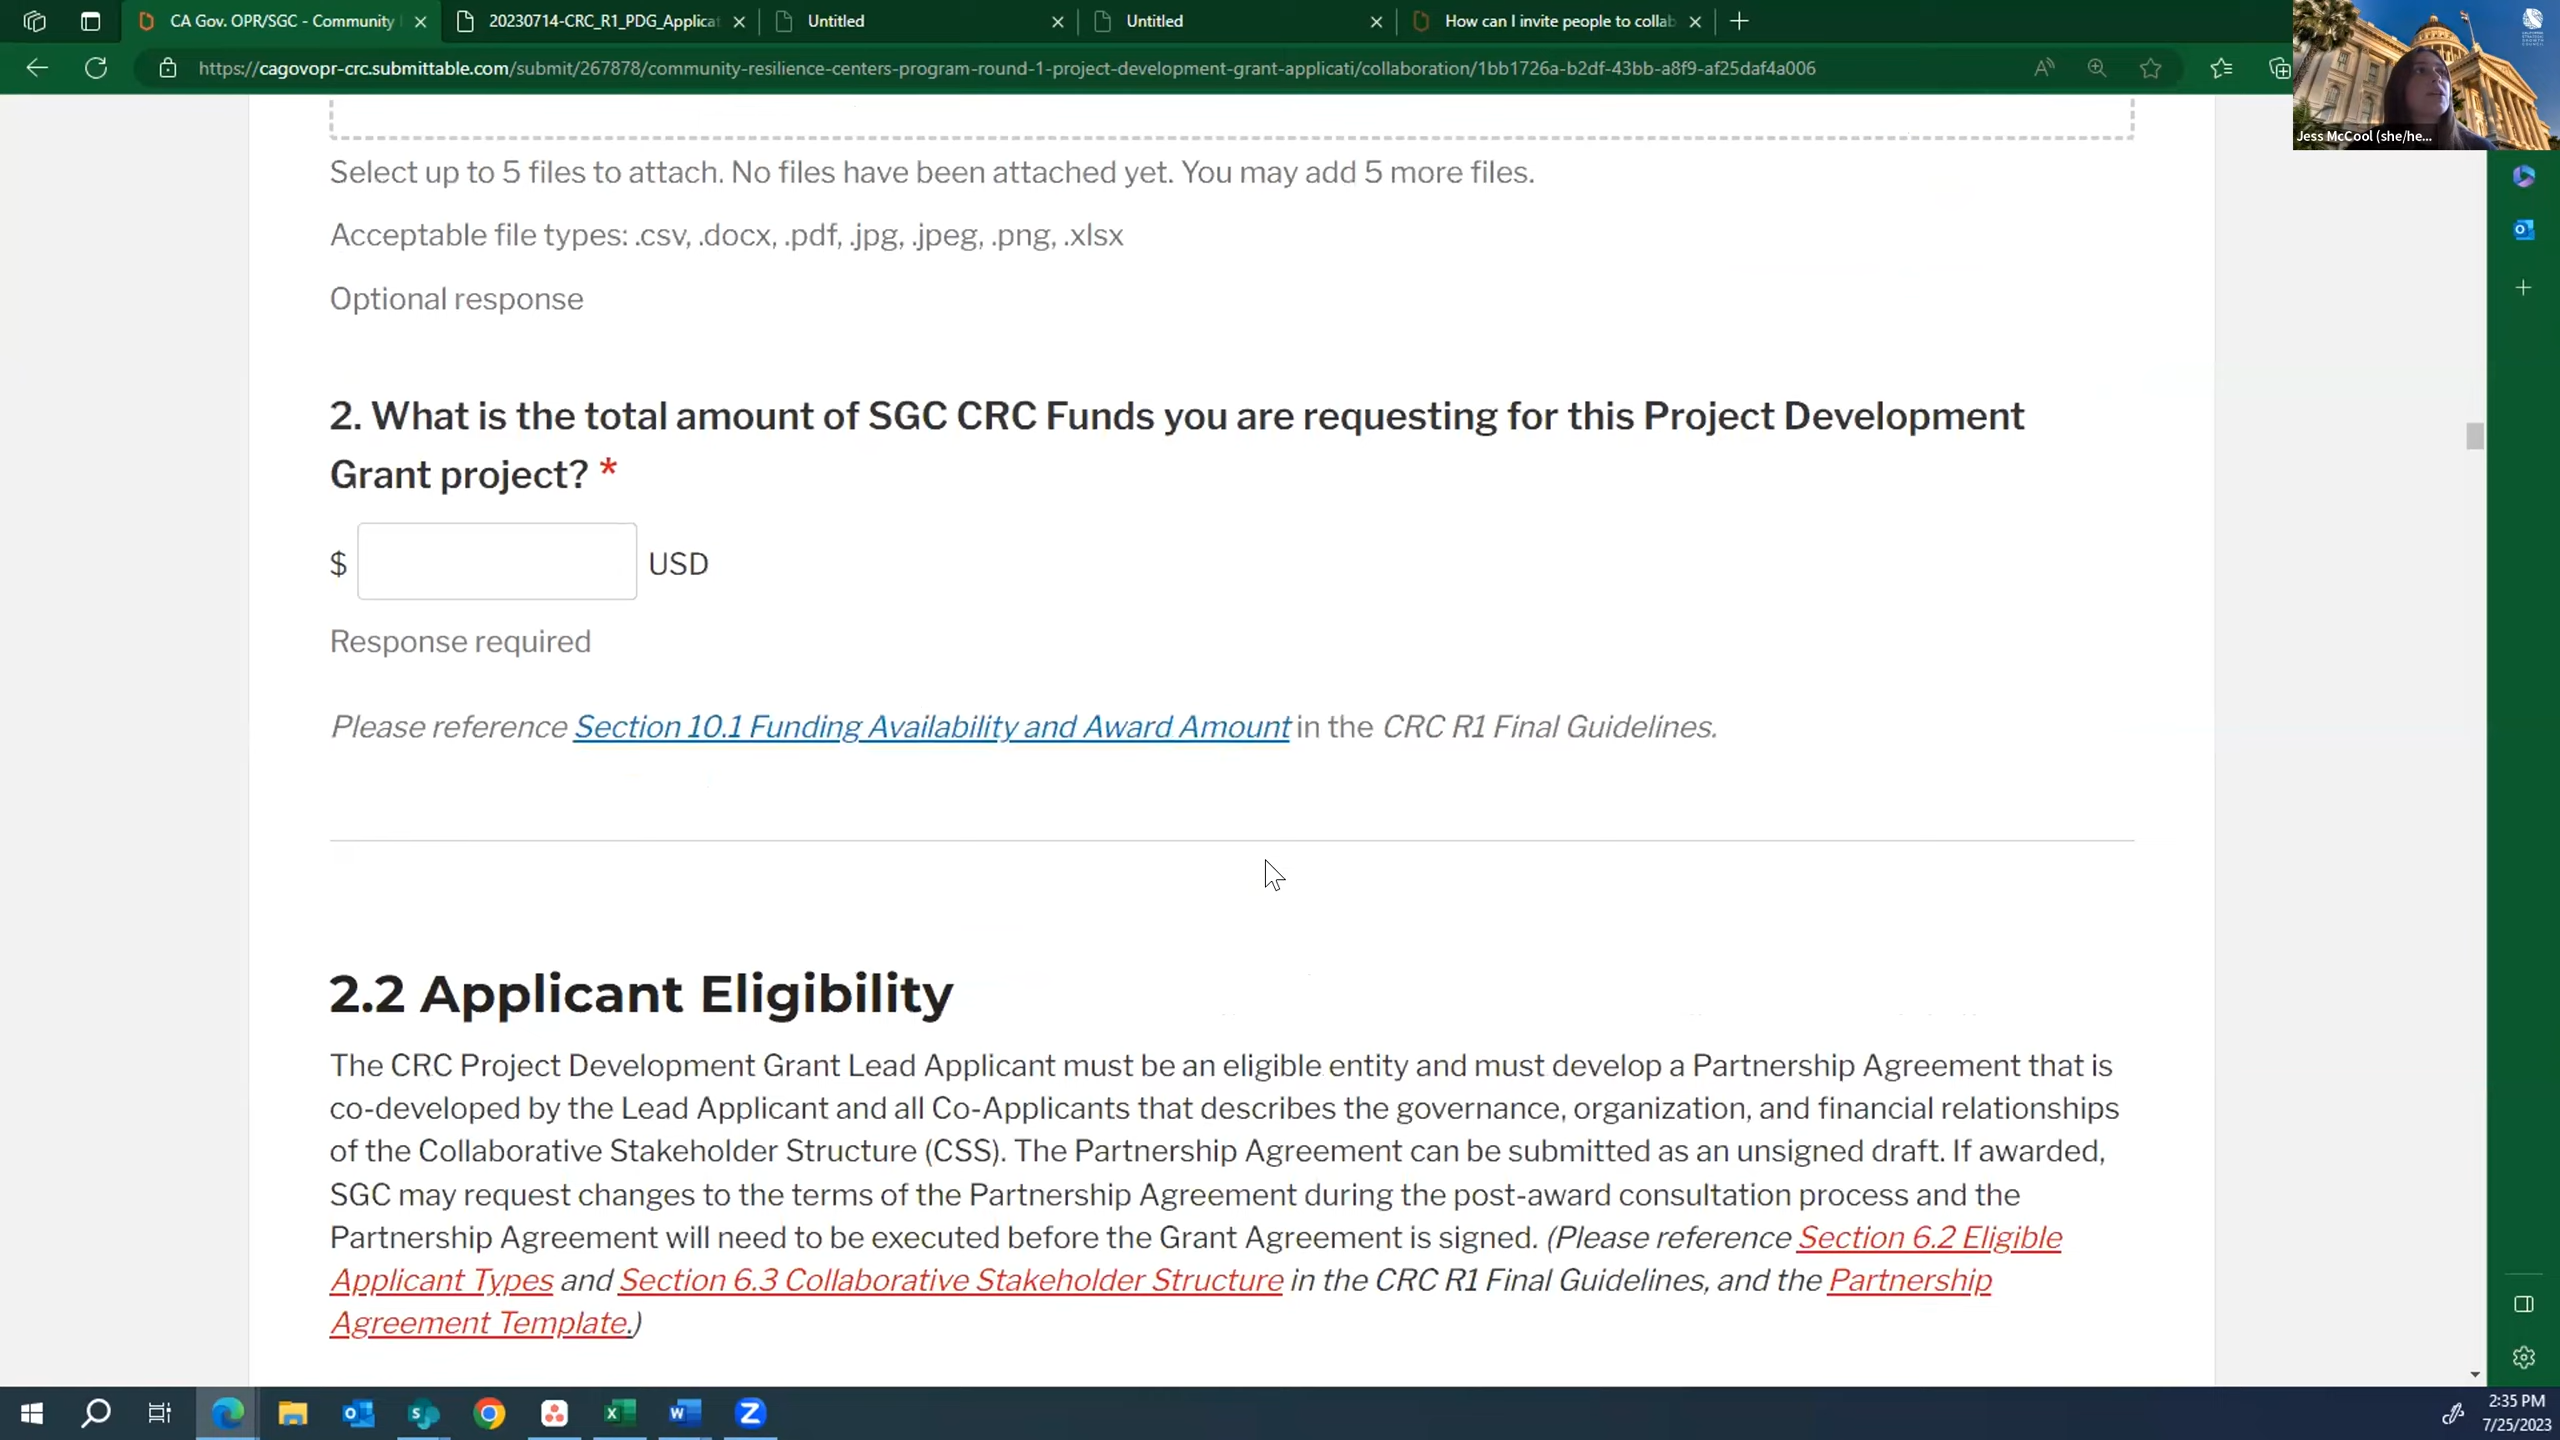 CA Gov. OPR/SGC - Community
20230714-CRC_R1_PDG_Applicat
Untitled
Untitled
How can I invite people to collab
https://cagovopr-crc.submittable.com/submit/267878/community-resilience-centers-program-round-1-project-development-grant-applicati/collaboration/1bb1726a-b2df-43bb-a8f9-af25daf4a006
Jess McCool (she/he...
Select up to 5 files to attach. No files have been attached yet. You may add 5 more files.
Acceptable file types: .csv, .docx, .pdf, .jpg, .jpeg, .png, .xlsx
Optional response
2. What is the total amount of SGC CRC Funds you are requesting for this Project Development
Grant project? *
$ USD
Response required
Please reference Section 10.1 Funding Availability and Award Amount in the CRC R1 Final Guidelines.
2.2 Applicant Eligibility
The CRC Project Development Grant Lead Applicant must be an eligible entity and must develop a Partnership Agreement that is
co-developed by the Lead Applicant and all Co-Applicants that describes the governance, organization, and financial relationships
of the Collaborative Stakeholder Structure (CSS). The Partnership Agreement can be submitted as an unsigned draft. If awarded,
SGC may request changes to the terms of the Partnership Agreement during the post-award consultation process and the
Partnership Agreement will need to be executed before the Grant Agreement is signed. (Please reference Section 6.2 Eligible
Applicant Types and Section 6.3 Collaborative Stakeholder Structure in the CRC R1 Final Guidelines, and the Partnership
Agreement Template.)
2:35 PM
7/25/2023